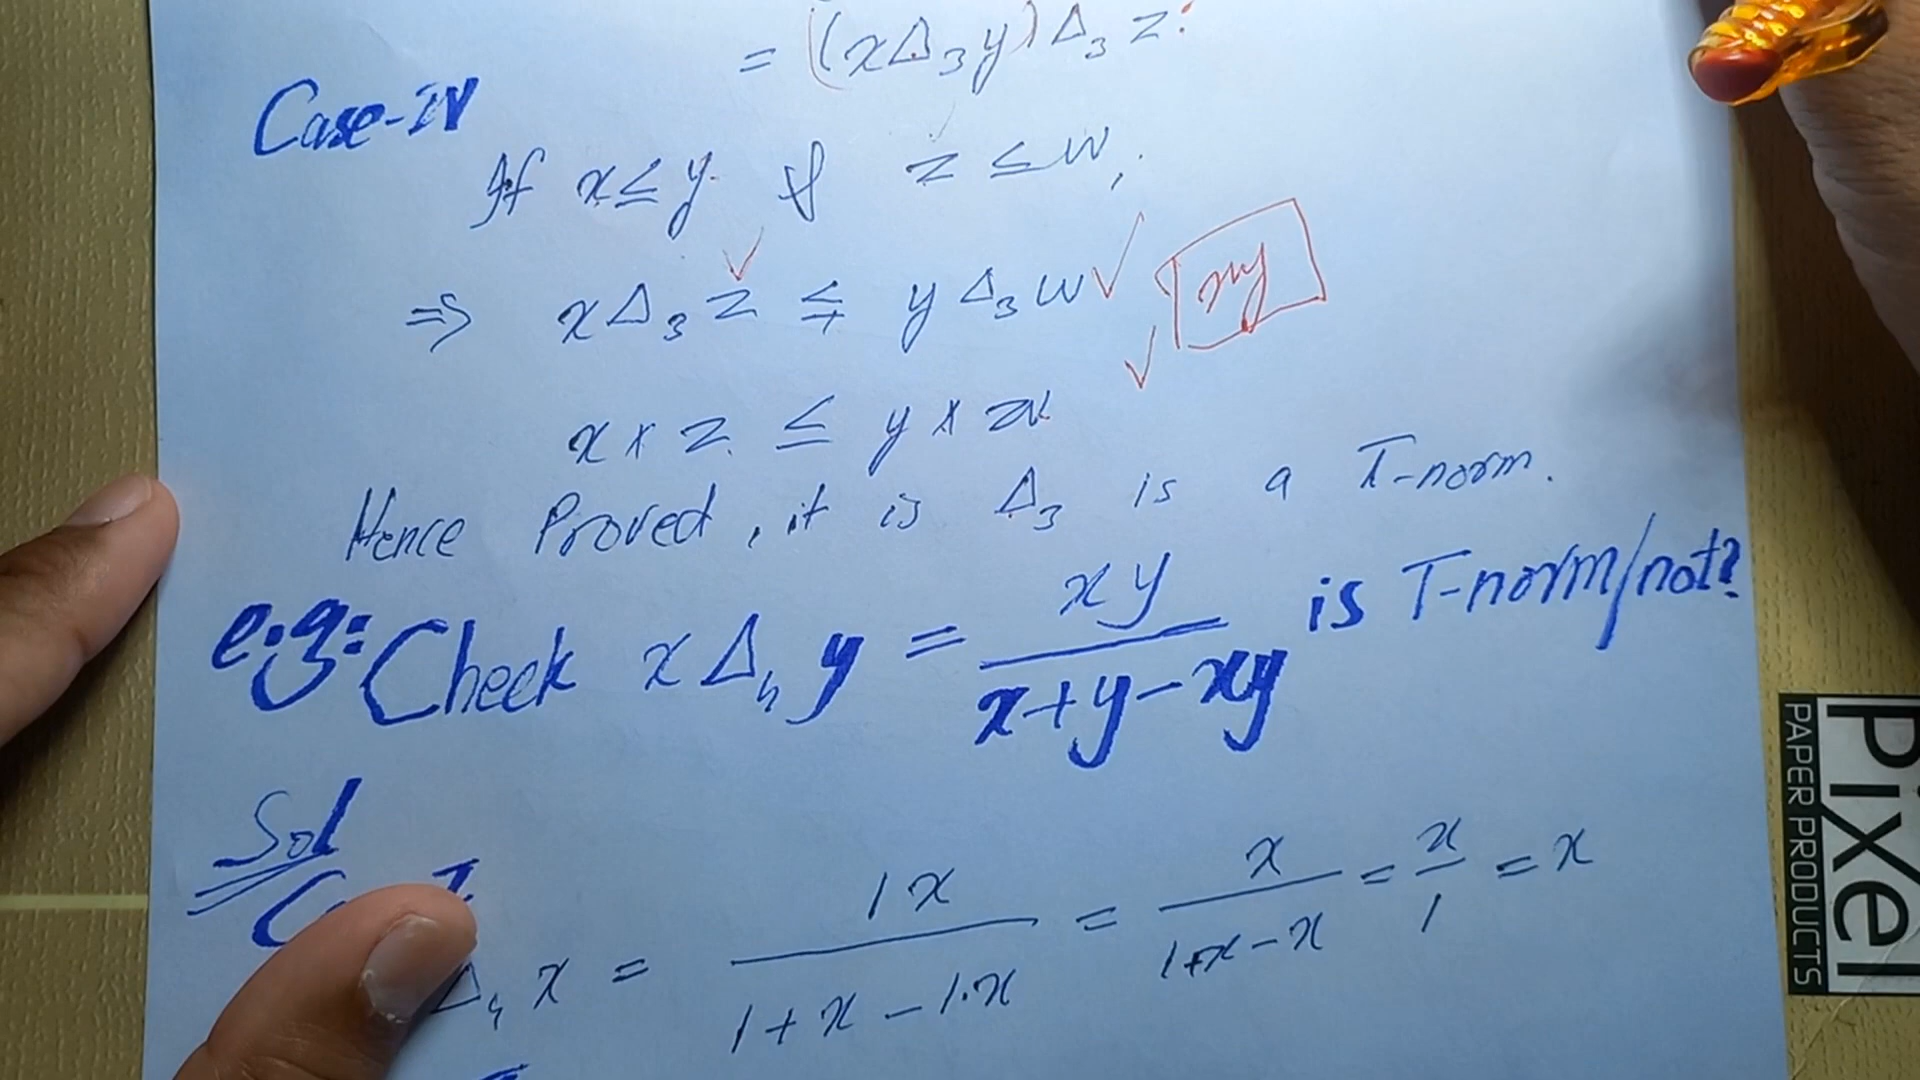 = (x Δ₃ y) Δ₃ z.
Case-IV
If x ≤ y & z ≤ w,
⇒ x Δ₃ z ≤ y Δ₃ w
xy
x × z ≤ y ×
Hence Proved, it is Δ₃ is a T-norm.
e.g: Check x Δ₄ y = xy / (x+y-xy) is T-norm/not?
Sol
Δ₄ x = 1x / (1+x-1.x) = x / (1+x-x) = x/1 = x
PiXel
PAPER PRODUCTS